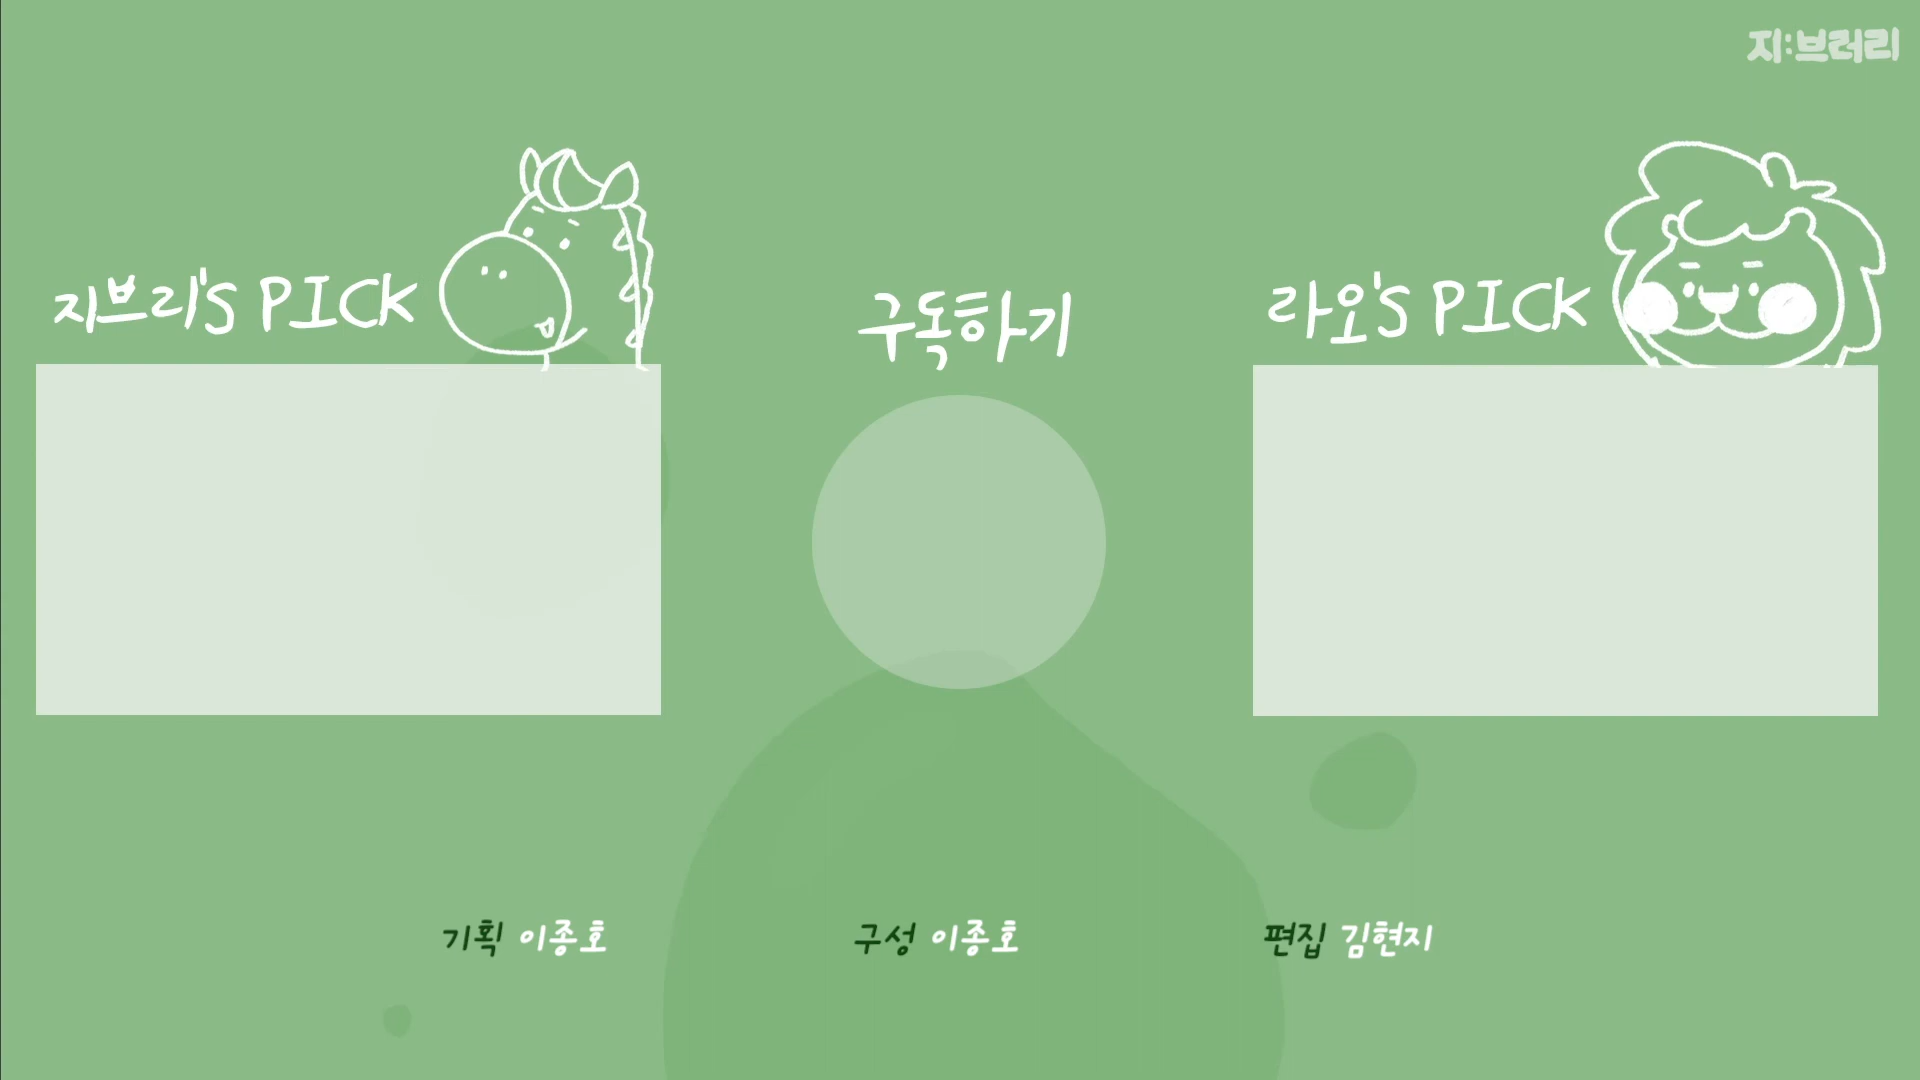 지:브러리
지브리's PICK
구독하기
라오's PICK
기획 이종호
구성 이종호
편집 김현지